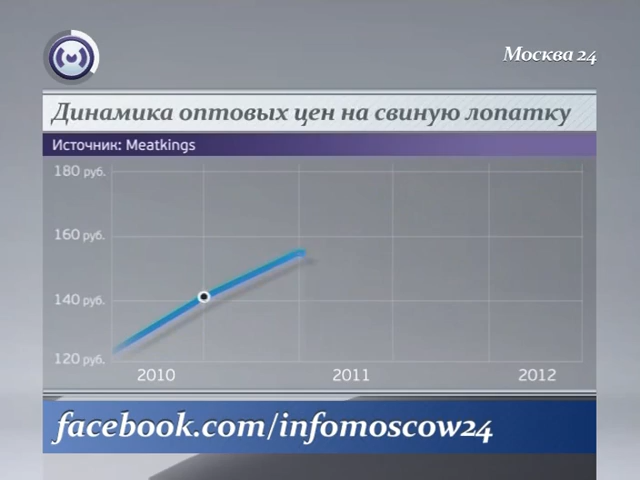 Москва 24
Динамика оптовых цен на свиную лопатку
Источник: Meatkings
180 руб.
160 руб.
140 руб.
120 руб.
2010 2011 2012
facebook.com/infomoscow24